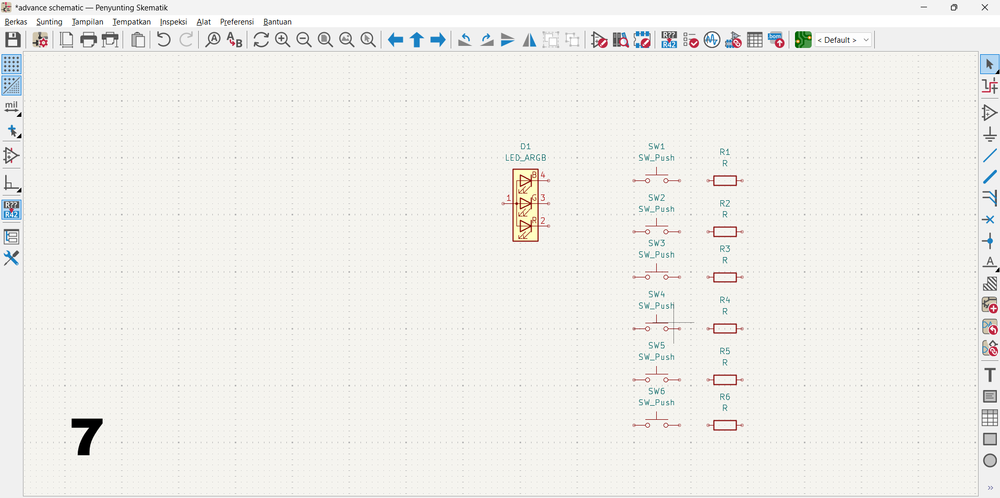 *advance schematic — Penyunting Skematik
Berkas Sunting Tampilan Tempatkan Inspeksi Alat Preferensi Bantuan
A
A B
R??
R42
bom
< Default >
mil
R??
R42
D1
LED_ARGB
B 4
1 G 3
R 2
SW1
SW_Push
R1
R
SW2
SW_Push
R2
R
SW3
SW_Push
R3
R
SW4
SW_Push
R4
R
SW5
SW_Push
R5
R
SW6
SW_Push
R6
R
7
A
A
T
»